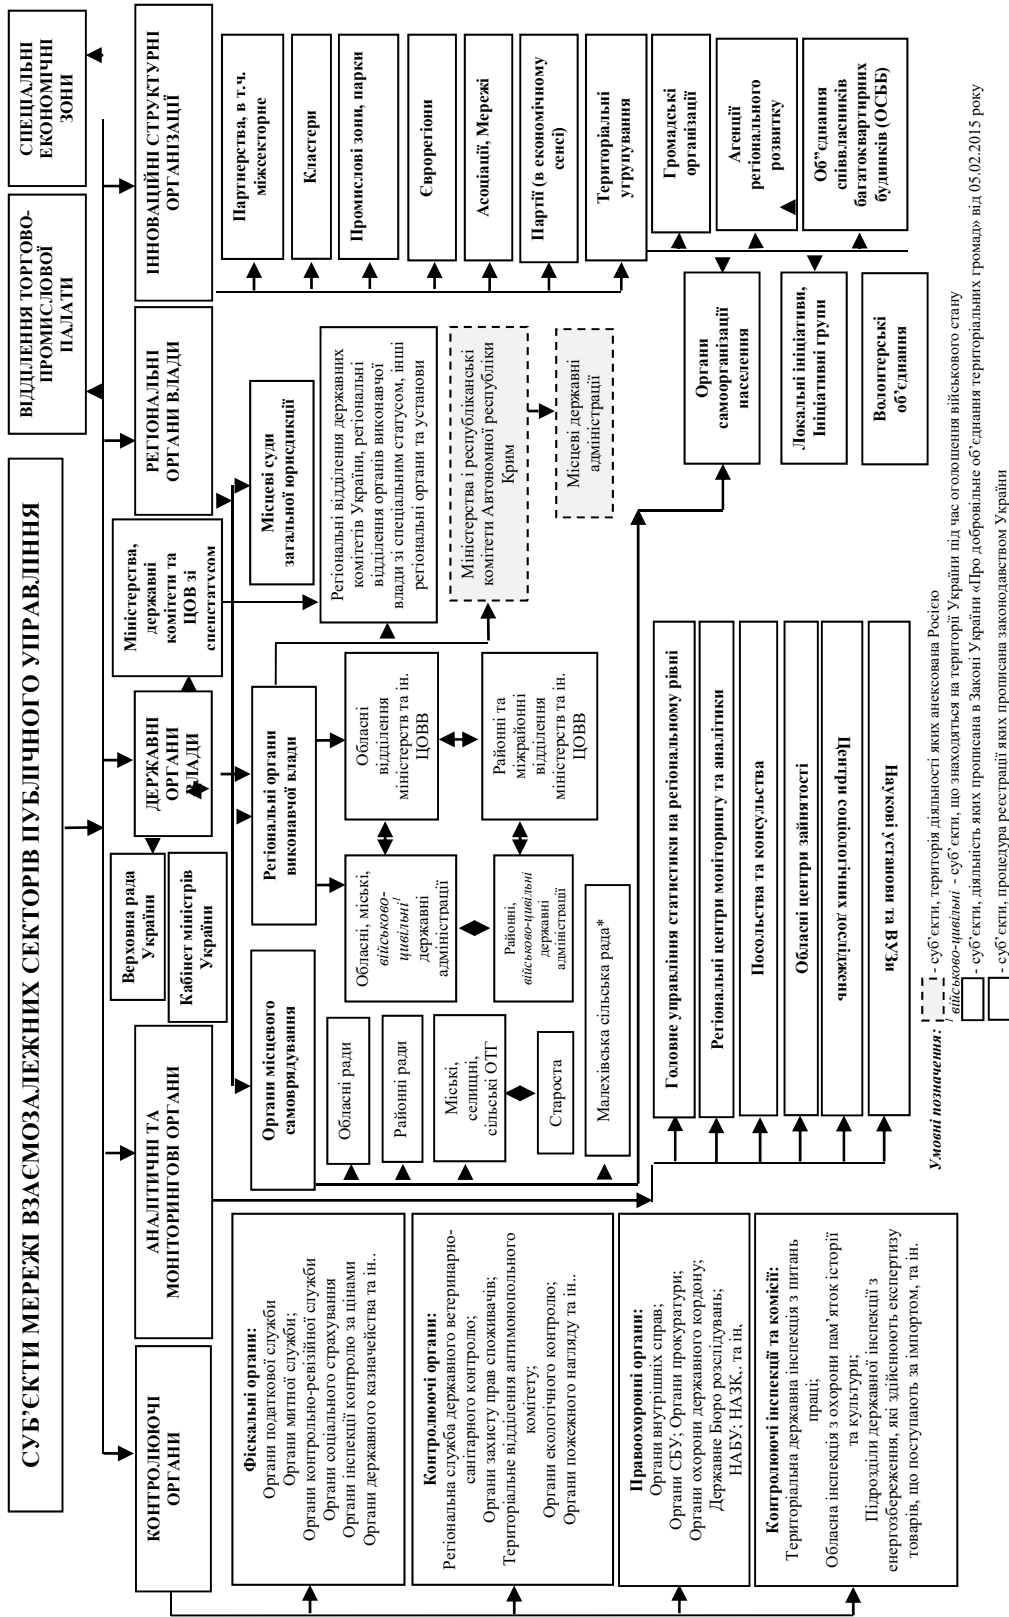 СУБ'ЄКТИ МЕРЕЖІ ВЗАЄМОЗАЛЕЖНИХ СЕКТОРІВ ПУБЛІЧНОГО УПРАВЛІННЯ
ВІДДІЛЕННЯ ТОРГОВО-
ПРОМИСЛОВОЇ
ПАЛАТИ
СПЕЦІАЛЬНІ
ЕКОНОМІЧНІ
ЗОНИ
КОНТРОЛЮЮЧІ
ОРГАНИ
АНАЛІТИЧНІ ТА
МОНІТОРИНГОВІ ОРГАНИ
Верховна рада
України
Кабінет міністрів
України
ДЕРЖАВНІ
ОРГАНИ
ВЛАДИ
Міністерства,
державні
комітети та
ЦОВ зі
спецстатусом
РЕГІОНАЛЬНІ
ОРГАНИ ВЛАДИ
ІННОВАЦІЙНІ СТРУКТУРНІ
ОРГАНІЗАЦІЇ
Фіскальні органи:
Органи податкової служби
Органи митної служби;
Органи контрольно-ревізійної служби
Органи соціального страхування
Органи інспекції контролю за цінами
Органи державного казначейства та ін..
Контролюючі органи:
Регіональна служба державного ветеринарно-
санітарного контролю;
Органи захисту прав споживачів;
Територіальне відділення антимонопольного
комітету;
Органи екологічного контролю;
Органи пожежного нагляду та ін..
Правоохоронні органи:
Органи внутрішніх справ;
Органи СБУ; Органи прокуратури;
Органи охорони державного кордону;
Державне Бюро розслідувань;
НАБУ; НАЗК,. та ін,
Контролюючі інспекції та комісії:
Територіальна державна інспекція з питань
праці;
Обласна інспекція з охорони пам'яток історії
та культури;
Підрозділи державної інспекції з
енергозбереження, які здійснюють експертизу
товарів, що поступають за імпортом, та ін.
Органи місцевого
самоврядування
Обласні ради
Районні ради
Міські,
селищні,
сільські ОТГ
Староста
Малехівська сільська рада*
Регіональні органи
виконавчої влади
Обласні, міські,
військово-
цивільні¹
державні
адміністрації
Районні,
військово-цивільні
державні
адміністрації
Обласні
відділення
міністерств та ін.
ЦОВВ
Районні та
міжрайонні
відділення
міністерств та ін.
ЦОВВ
Місцеві суди
загальної юрисдикції
Регіональні відділення державних
комітетів України, регіональні
відділення органів виконавчої
влади зі спеціальним статусом, інші
регіональні органи та установи
Міністерства і республіканські
комітети Автономної республіки
Крим
Місцеві державні
адміністрації
Партнерства, в т.ч.
міжсекторне
Кластери
Промислові зони, парки
Єврорегіони
Асоціації, Мережі
Партії (в економічному
сенсі)
Територіальні
угрупування
Громадські
організації
Агенції
регіонального
розвитку
Об"єднання
співвласників
багатоквартирних
будинків (ОСББ)
Органи
самоорганізації
населення
Локальні ініціативи,
Ініціативні групи
Волонтерські
об'єднання
Головне управління статистики на регіональному рівні
Регіональні центри моніторингу та аналітики
Посольства та консульства
Обласні центри зайнятості
Центри соціологічних досліджень
Наукові установи та ВУЗи
Умовні позначення: - суб'єкти, територія діяльності яких анексована Росією
¹ військово-цивільні - суб'єкти, що знаходяться на території України під час оголошення військового стану
- суб'єкти, діяльність яких прописана в Законі України «Про добровільне об'єднання територіальних громад» від 05.02.2015 року
- суб'єкти, процедура реєстрації яких прописана законодавством України